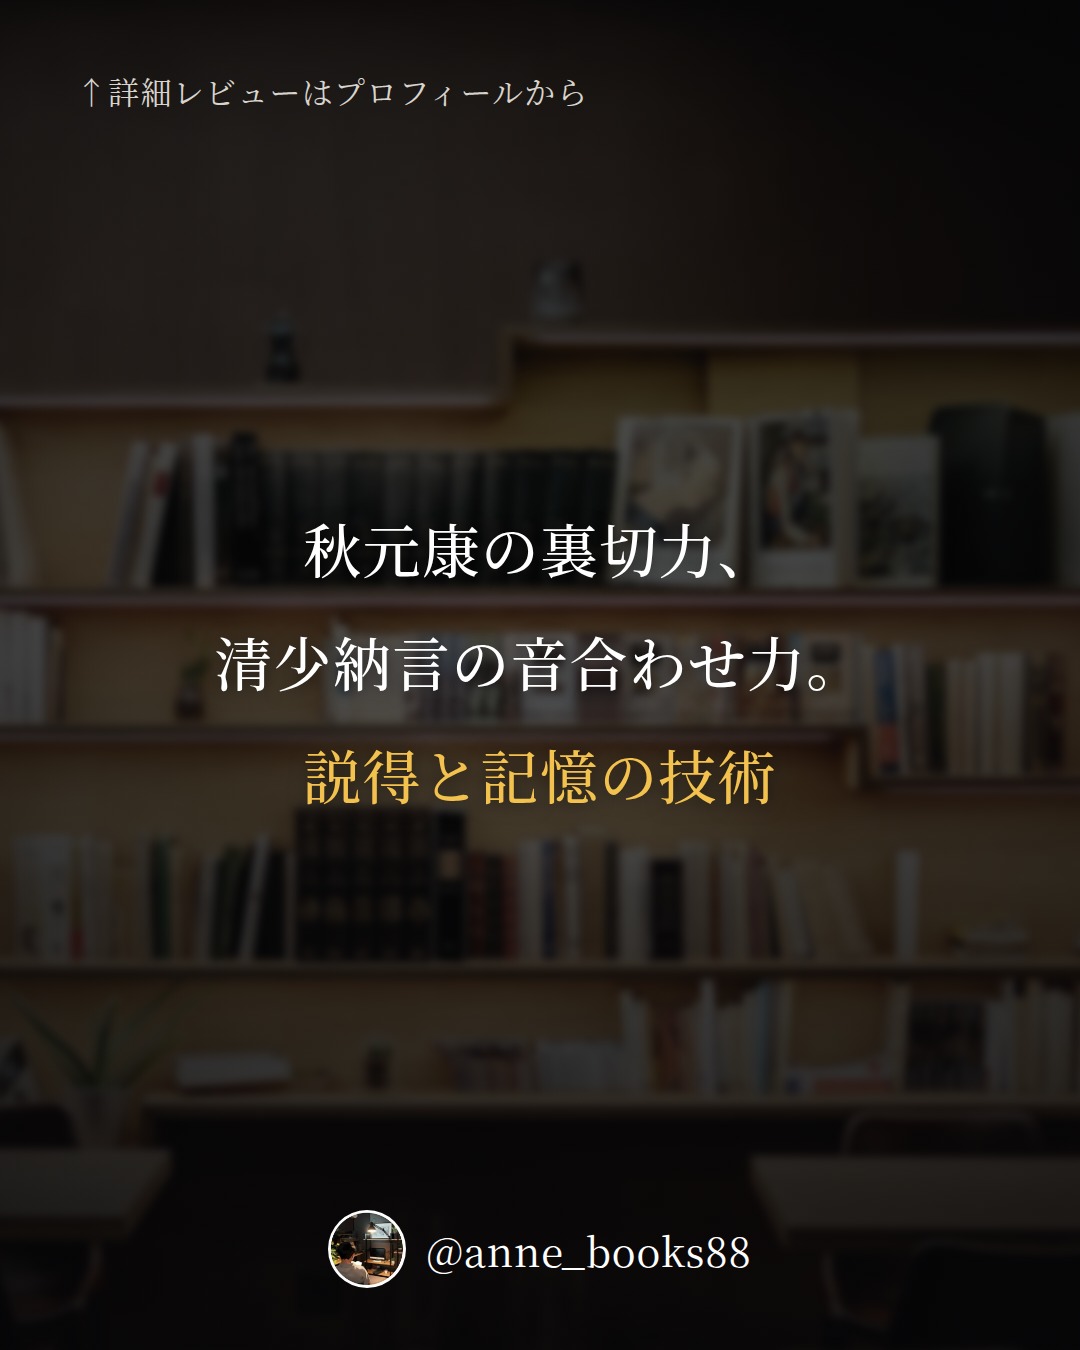 ↑詳細レビューはプロフィールから
秋元康の裏切力、
清少納言の音合わせ力。
説得と記憶の技術
@anne_books88